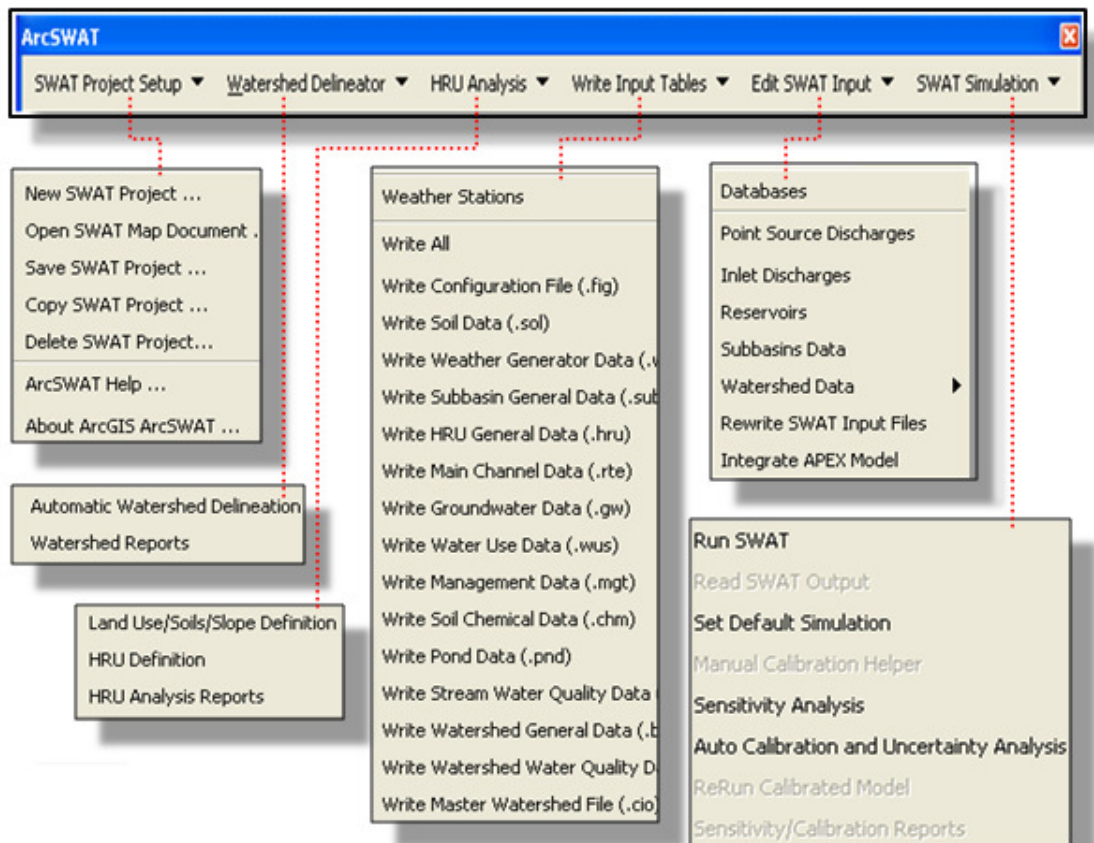 ArcSWAT
SWAT Project Setup Watershed Delineator HRU Analysis Write Input Tables Edit SWAT Input SWAT Simulation
New SWAT Project ...
Open SWAT Map Document .
Save SWAT Project ...
Copy SWAT Project ...
Delete SWAT Project...
ArcSWAT Help ...
About ArcGIS ArcSWAT ...
Automatic Watershed Delineation
Watershed Reports
Land Use/Soils/Slope Definition
HRU Definition
HRU Analysis Reports
Weather Stations
Write All
Write Configuration File (.fig)
Write Soil Data (.sol)
Write Weather Generator Data (.w
Write Subbasin General Data (.sub
Write HRU General Data (.hru)
Write Main Channel Data (.rte)
Write Groundwater Data (.gw)
Write Water Use Data (.wus)
Write Management Data (.mgt)
Write Soil Chemical Data (.chm)
Write Pond Data (.pnd)
Write Stream Water Quality Data (
Write Watershed General Data (.b
Write Watershed Water Quality Da
Write Master Watershed File (.cio)
Databases
Point Source Discharges
Inlet Discharges
Reservoirs
Subbasins Data
Watershed Data
Rewrite SWAT Input Files
Integrate APEX Model
Run SWAT
Read SWAT Output
Set Default Simulation
Manual Calibration Helper
Sensitivity Analysis
Auto Calibration and Uncertainty Analysis
ReRun Calibrated Model
Sensitivity/Calibration Reports